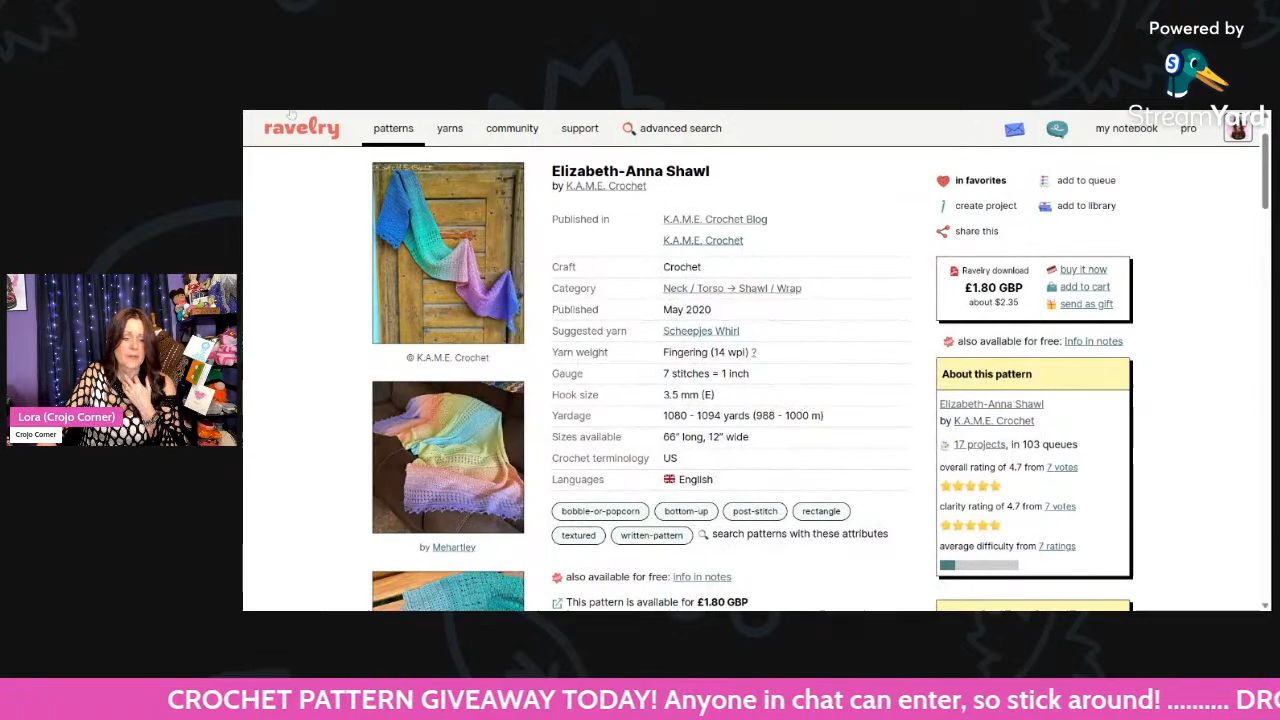 Powered by
S
StreamYard
ravelry
patterns
yarns
community
support
advanced search
my notebook
pro
Elizabeth-Anna Shawl
by K.A.M.E. Crochet
Published in K.A.M.E. Crochet Blog
K.A.M.E. Crochet
Craft Crochet
Category Neck / Torso → Shawl / Wrap
Published May 2020
Suggested yarn Scheepjes Whirl
Yarn weight Fingering (14 wpi) ?
Gauge 7 stitches = 1 inch
Hook size 3.5 mm (E)
Yardage 1080 - 1094 yards (988 - 1000 m)
Sizes available 66” long, 12” wide
Crochet terminology US
Languages English
bobble-or-popcorn
bottom-up
post-stitch
rectangle
textured
written-pattern
search patterns with these attributes
also available for free: info in notes
This pattern is available for £1.80 GBP
© K.A.M.E. Crochet
by Mehartley
in favorites
add to queue
create project
add to library
share this
Ravelry download
£1.80 GBP
about $2.35
buy it now
add to cart
send as gift
also available for free: info in notes
About this pattern
Elizabeth-Anna Shawl
by K.A.M.E. Crochet
17 projects, in 103 queues
overall rating of 4.7 from 7 votes
clarity rating of 4.7 from 7 votes
average difficulty from 7 ratings
Lora (Crojo Corner)
Crojo Corner
CROCHET PATTERN GIVEAWAY TODAY! Anyone in chat can enter, so stick around! .......... DRO